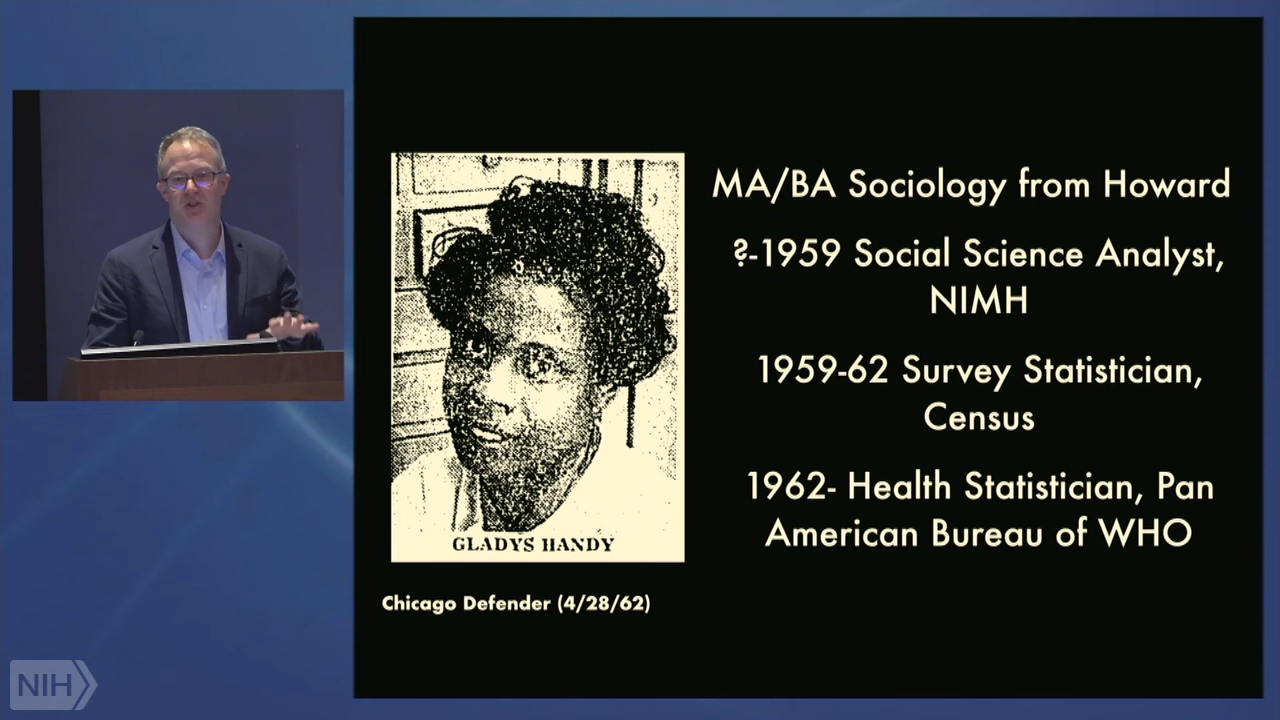 MA/BA Sociology from Howard
?-1959 Social Science Analyst,
NIMH
1959-62 Survey Statistician,
Census
1962- Health Statistician, Pan
American Bureau of WHO
GLADYS HANDY
Chicago Defender (4/28/62)
NIH